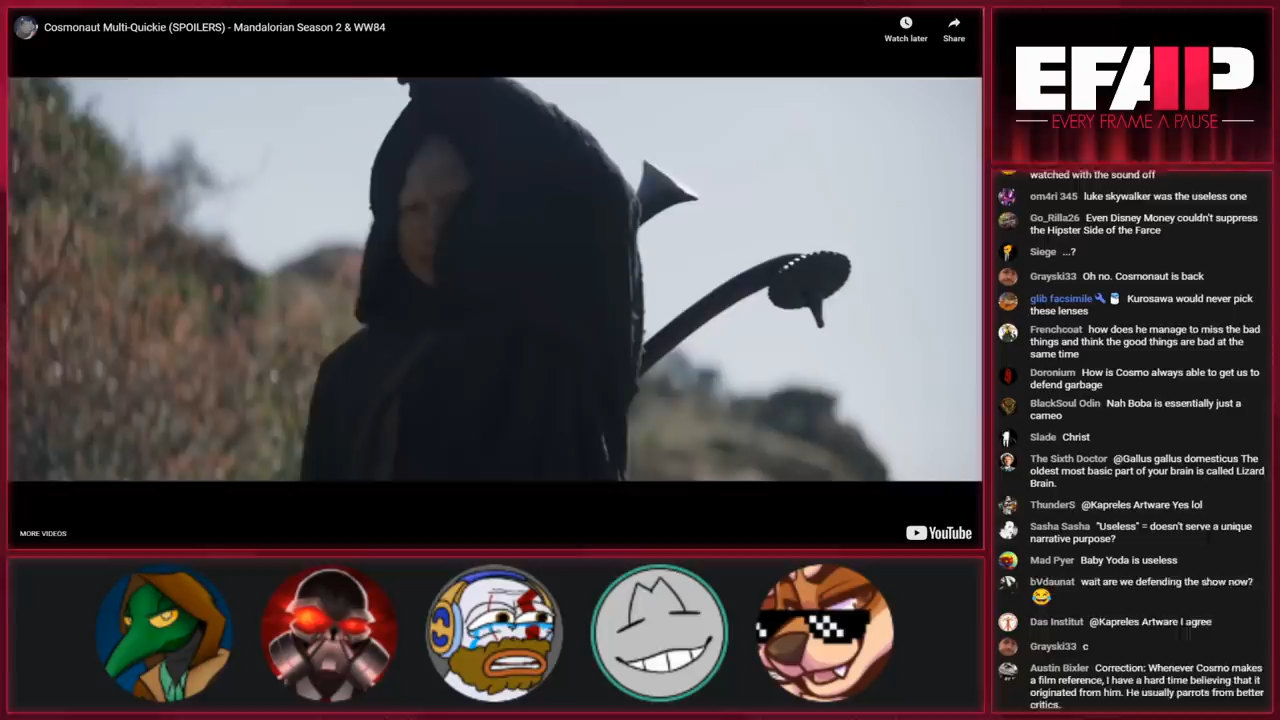 Cosmonaut Multi-Quickie (SPOILERS) - Mandalorian Season 2 & WW84
Watch later
Share
MORE VIDEOS
YouTube
EFAP
EVERY FRAME A PAUSE
watched with the sound off
om4ri 345 luke skywalker was the useless one
Go_Rilla26 Even Disney Money couldn't suppress
the Hipster Side of the Farce
Siege ...?
Grayski33 Oh no. Cosmonaut is back
glib facsimile Kurosawa would never pick
these lenses
Frenchcoat how does he manage to miss the bad
things and think the good things are bad at the
same time
Doronium How is Cosmo always able to get us to
defend garbage
BlackSoul Odin Nah Boba is essentially just a
cameo
Slade Christ
The Sixth Doctor @Gallus gallus domesticus The
oldest most basic part of your brain is called Lizard
Brain.
ThunderS @Kapreles Artware Yes lol
Sasha Sasha "Useless" = doesn't serve a unique
narrative purpose?
Mad Pyer Baby Yoda is useless
bVdaunat wait are we defending the show now?
😂
Das Institut @Kapreles Artware I agree
Grayski33 c
Austin Bixler Correction: Whenever Cosmo makes
a film reference, I have a hard time believing that it
originated from him. He usually parrots from better
critics.